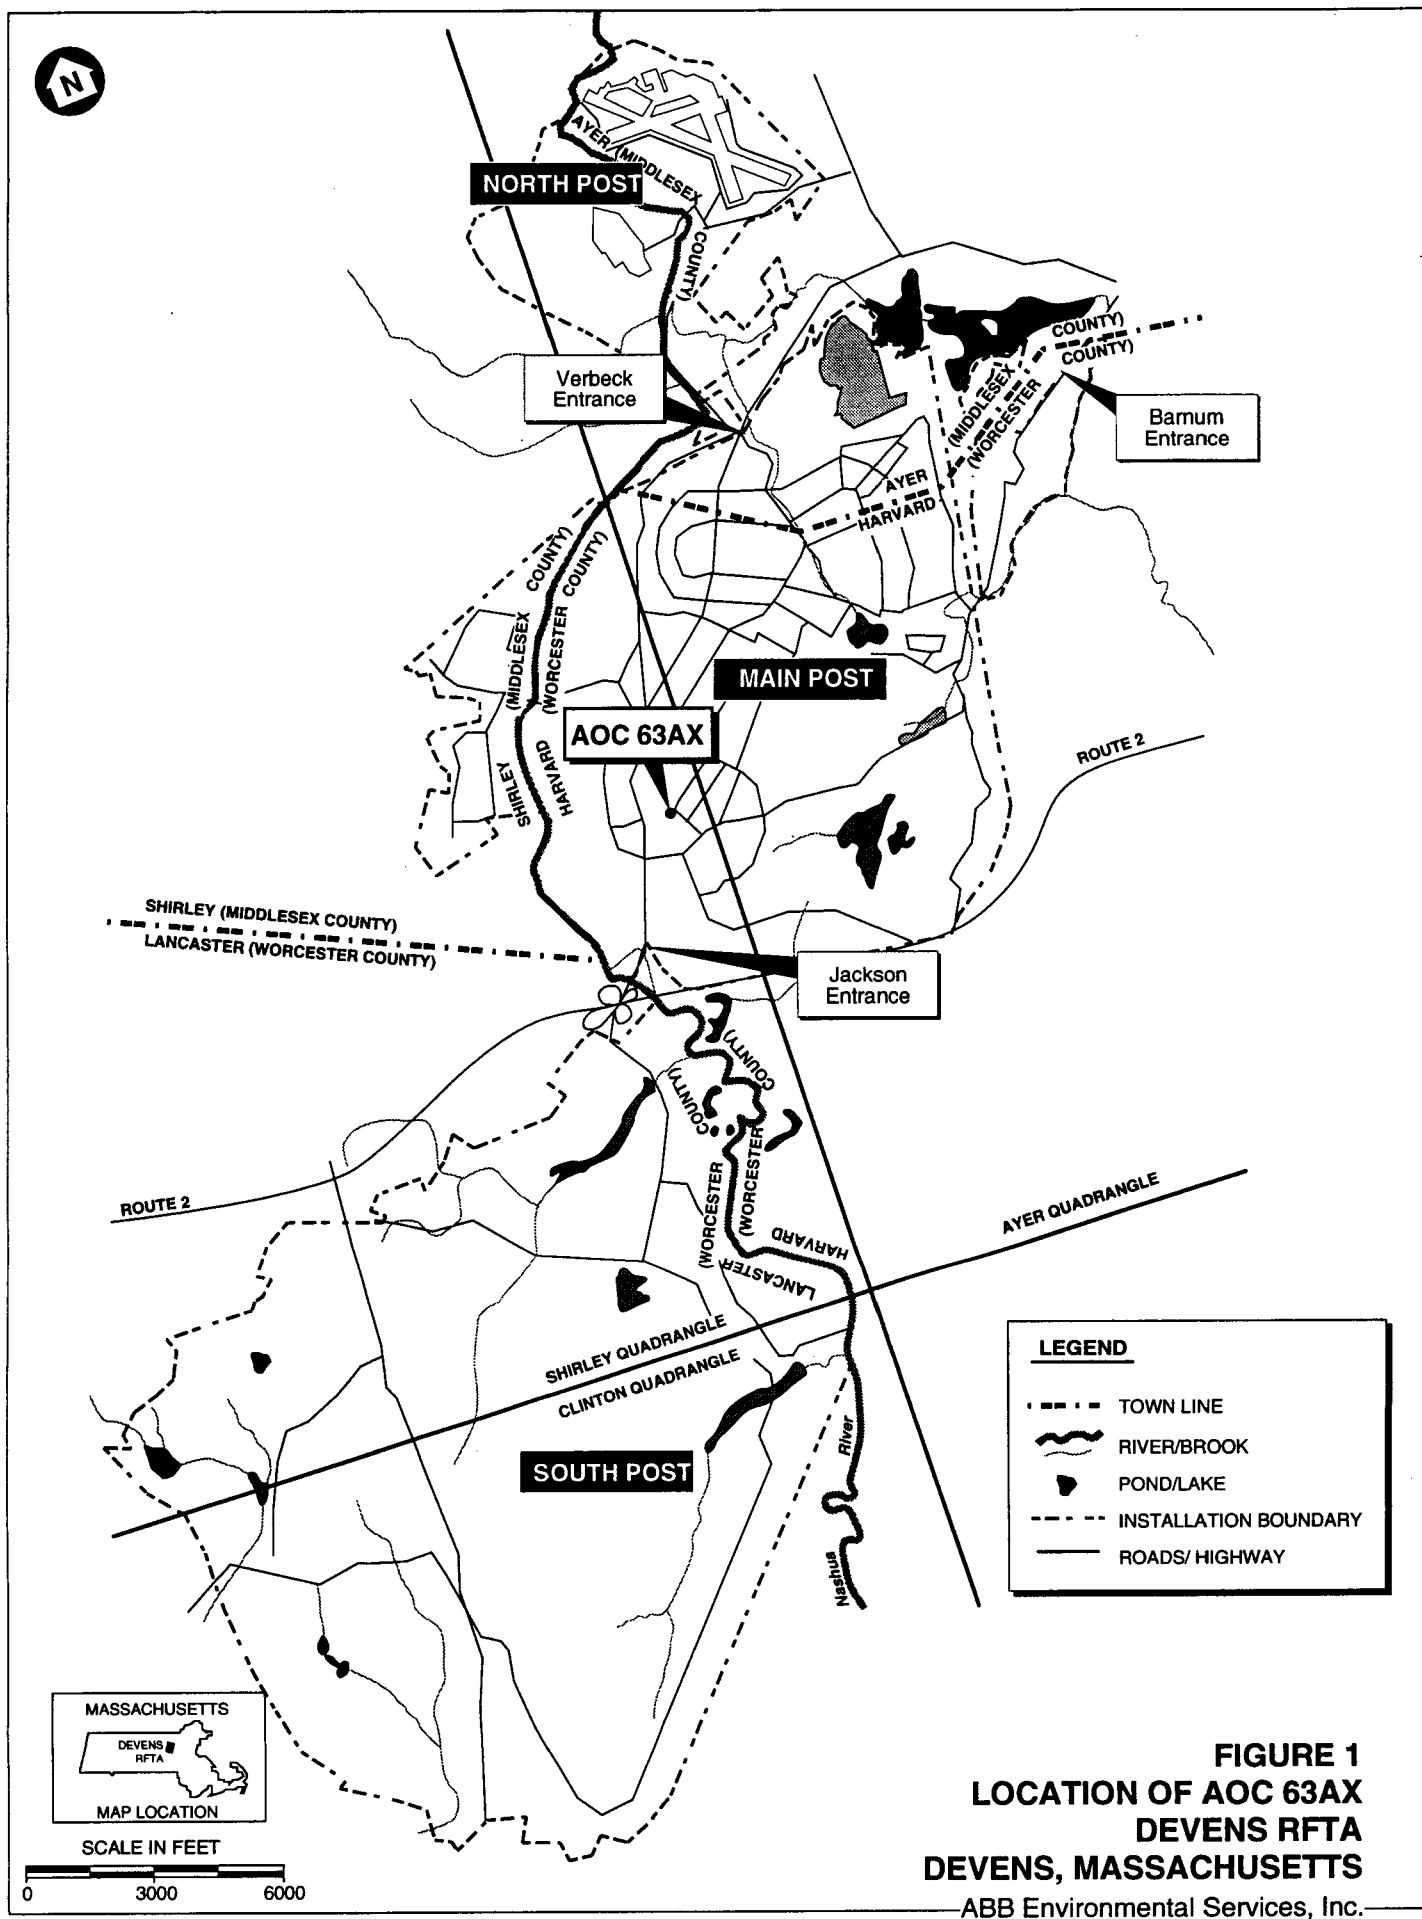 N
AYER (MIDDLESEX
COUNTY)
NORTH POST
Verbeck
Entrance
COUNTY)
COUNTY)
(MIDDLESEX
(WORCESTER
Barnum
Entrance
AYER
HARVARD
COUNTY)
COUNTY)
(MIDDLESEX
(WORCESTER
MAIN POST
AOC 63AX
SHIRLEY
HARVARD
ROUTE 2
SHIRLEY (MIDDLESEX COUNTY)
LANCASTER (WORCESTER COUNTY)
Jackson
Entrance
COUNTY)
COUNTY)
(WORCESTER
(WORCESTER
HARVARD
LANCASTER
ROUTE 2
AYER QUADRANGLE
SHIRLEY QUADRANGLE
CLINTON QUADRANGLE
SOUTH POST
Nashua
River
LEGEND
TOWN LINE
RIVER/BROOK
POND/LAKE
INSTALLATION BOUNDARY
ROADS/ HIGHWAY
MASSACHUSETTS
DEVENS
RFTA
MAP LOCATION
SCALE IN FEET
0 3000 6000
FIGURE 1
LOCATION OF AOC 63AX
DEVENS RFTA
DEVENS, MASSACHUSETTS
ABB Environmental Services, Inc.